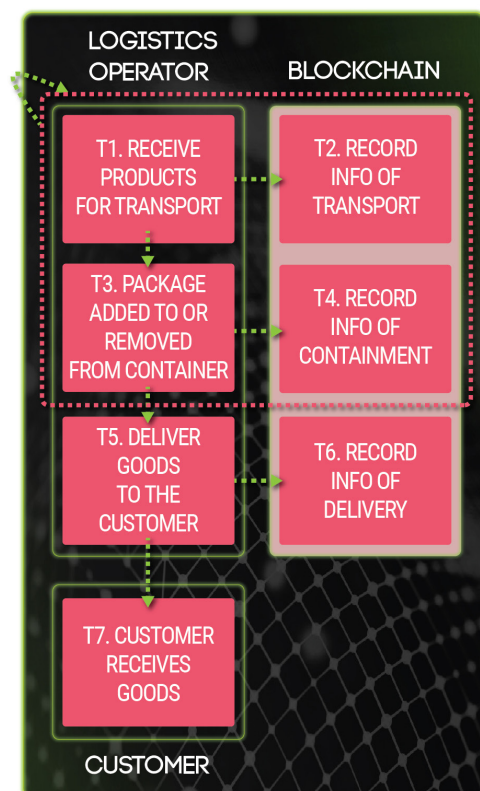 LOGISTICS
OPERATOR
BLOCKCHAIN
T1. RECEIVE
PRODUCTS
FOR TRANSPORT
T2. RECORD
INFO OF
TRANSPORT
T3. PACKAGE
ADDED TO OR
REMOVED
FROM CONTAINER
T4. RECORD
INFO OF
CONTAINMENT
T5. DELIVER
GOODS
TO THE
CUSTOMER
T6. RECORD
INFO OF
DELIVERY
T7. CUSTOMER
RECEIVES
GOODS
CUSTOMER